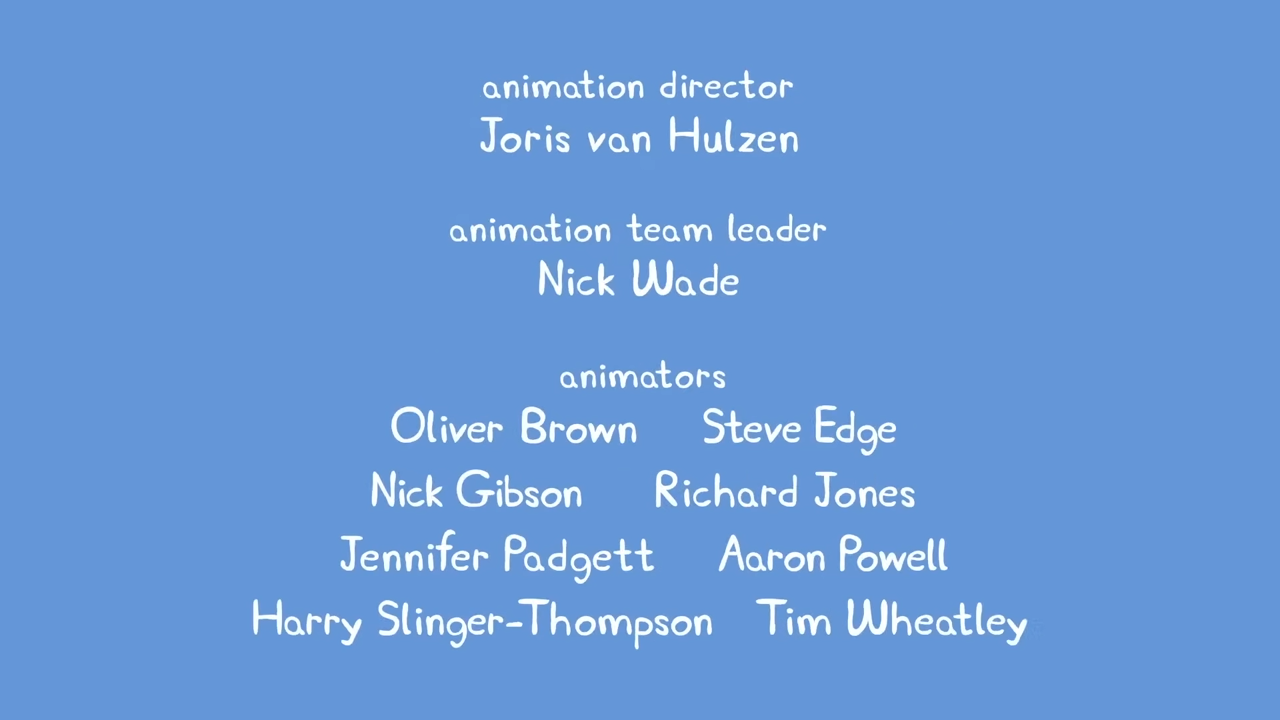 animation director
Joris van Hulzen
animation team leader
Nick Wade
animators
Oliver Brown Steve Edge
Nick Gibson Richard Jones
Jennifer Padgett Aaron Powell
Harry Slinger-Thompson Tim Wheatley